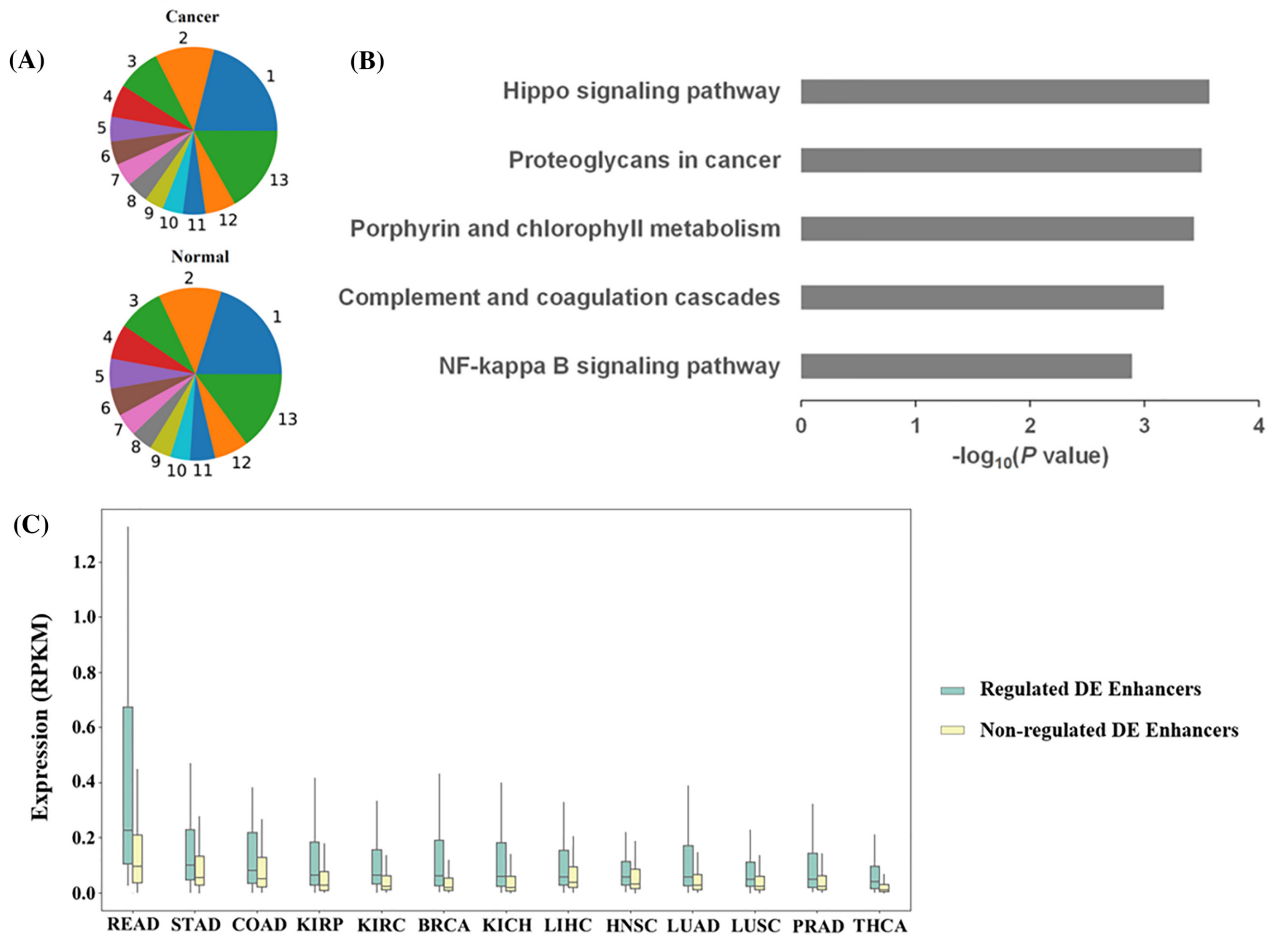 (A)
Cancer
1
2
3
4
5
6
7
8
9
10
11
12
13
Normal
1
2
3
4
5
6
7
8
9
10
11
12
13
(B)
Hippo signaling pathway
Proteoglycans in cancer
Porphyrin and chlorophyll metabolism
Complement and coagulation cascades
NF-kappa B signaling pathway
0 1 2 3 4
-log10(P value)
(C)
Expression (RPKM)
1.2
1.0
0.8
0.6
0.4
0.2
0.0
READ STAD COAD KIRP KIRC BRCA KICH LIHC HNSC LUAD LUSC PRAD THCA
Regulated DE Enhancers
Non-regulated DE Enhancers